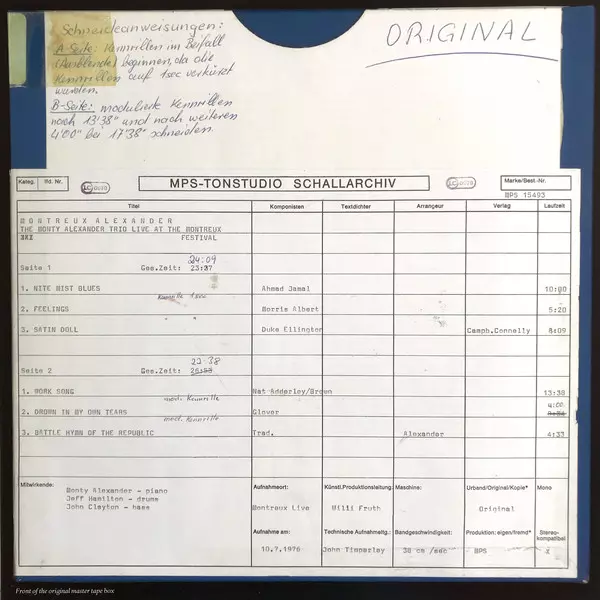 Schneideanweisungen:
A-Seite: Kennrillen im Beifall
(Ausblende) beginnen, da die
Kennrillen auf 1sec verkürzt
wurden.
B-Seite: modulierte Kennrillen
nach 13'38" und nach weiteren
4'00" bei 17'38" schneiden.
ORIGINAL
Kateg. lfd. Nr.
LC 0979
MPS-TONSTUDIO SCHALLARCHIV
LC 0979
Marke/Best.-Nr.
MPS 15493
Titel Komponisten Textdichter Arrangeur Verlag Laufzeit
MONTREUX ALEXANDER
THE MONTY ALEXANDER TRIO LIVE AT THE MONTREUX
FESTIVAL
24:09
Seite 1 Ges.Zeit: 23:37
1. NITE MIST BLUES Ahmad Jamal 10:00
Kennrille 1sec
2. FEELINGS Morris Albert 5:20
3. SATIN DOLL Duke Ellington Camph.Connelly 8:09
22:38
Seite 2 Ges.Zeit:
1. WORK SONG Nat Adderley/Brown 13:38
mod. Kennrille 4:00
2. DROWN IN MY OWN TEARS Glover
mod. Kennrille
3. BATTLE HYMN OF THE REPUBLIC Trad. Alexander 4:33
Mitwirkende:
Monty Alexander - piano
Jeff Hamilton - drums
John Clayton - bass
Aufnahmeort: Künstl.Produktionsleitung: Maschine: Urband/Original/Kopie* Mono
Montreux Live Willi Fruth Original
Aufnahme am: Technische Aufnahmeltg.: Bandgeschwindigkeit: Produktion: eigen/fremd* Stereo-
kompatibel
10.7.1976 John Timperley 38 cm/sec MPS x
Front of the original master tape box